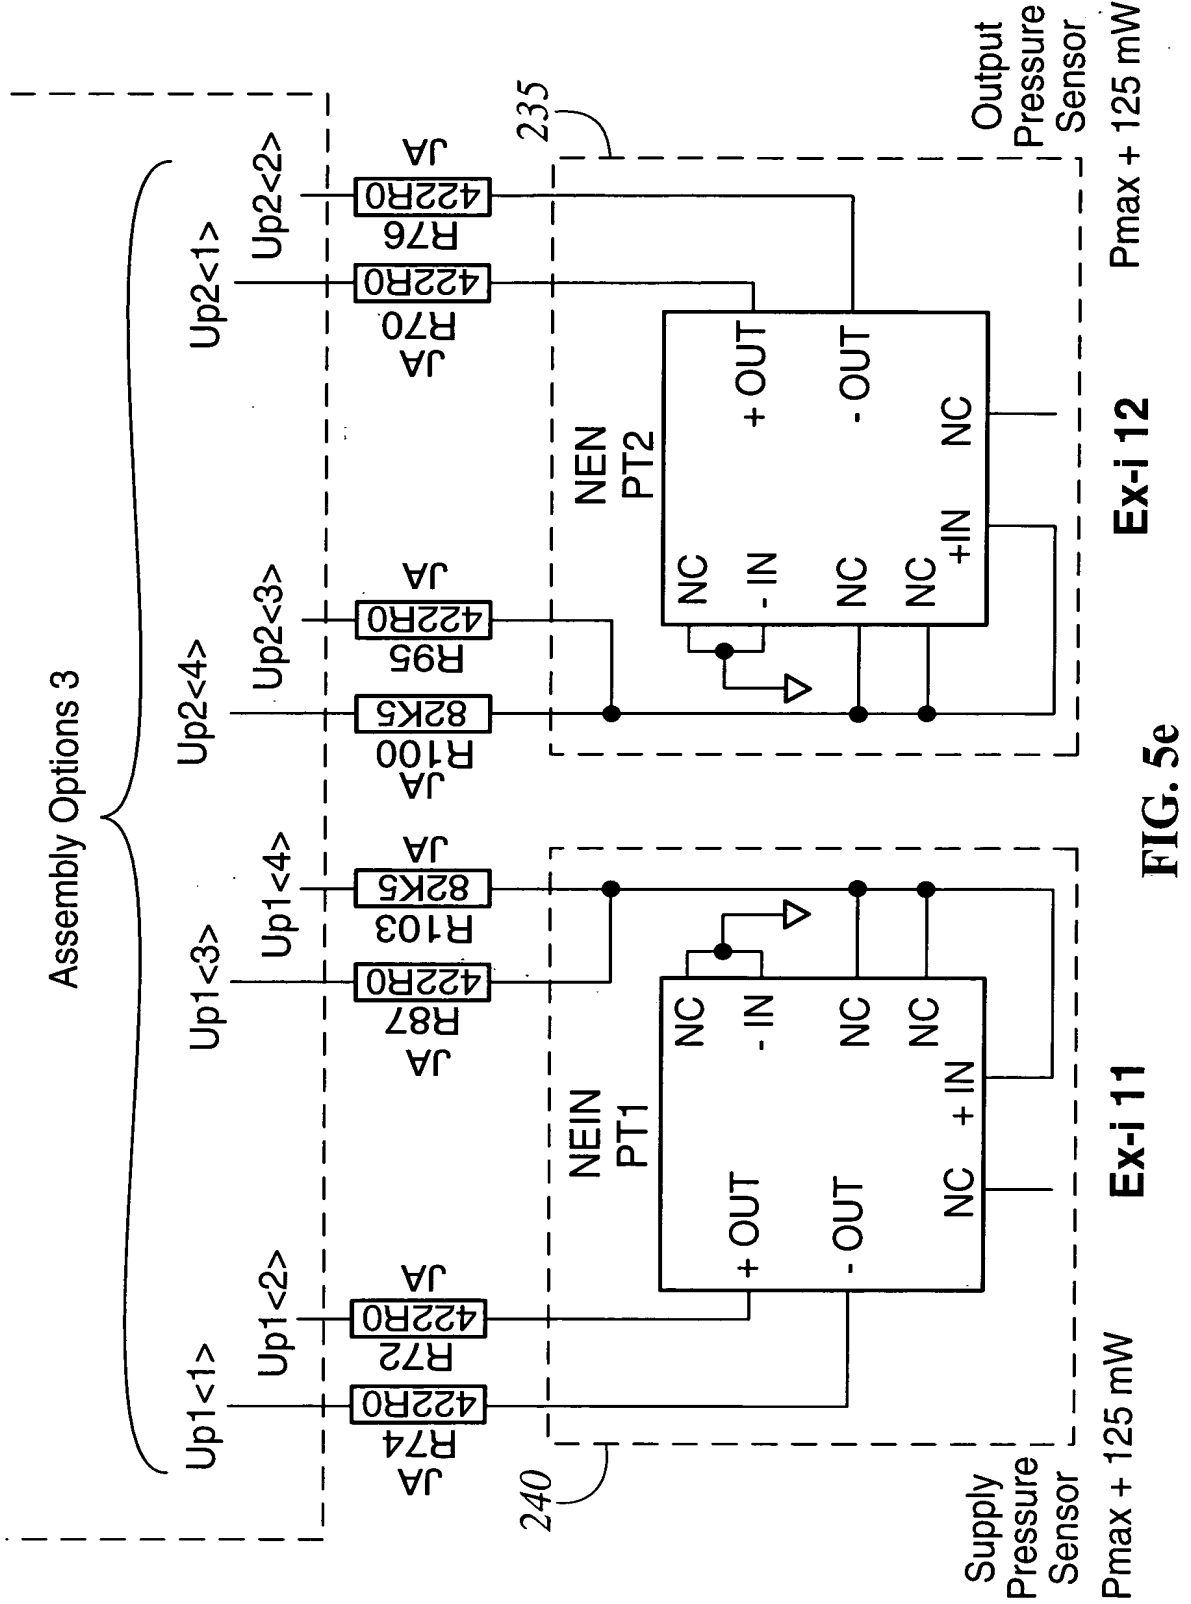 Assembly Options 3
Up1<1>
Up1<2>
Up1<3>
Up1<4>
Up2<4>
Up2<3>
Up2<1>
Up2<2>
JA
R74
422R0
R72
422R0
JA
JA
R87
422R0
R103
82K5
JA
JA
R100
82K5
R95
422R0
JA
JA
R70
422R0
R76
422R0
JA
240
Supply
Pressure
Sensor
Pmax + 125 mW
NEIN
PT1
+ OUT
- OUT
NC
- IN
NC
NC
NC
+ IN
Ex-i 11
235
Output
Pressure
Sensor
Pmax + 125 mW
NEN
PT2
NC
- IN
NC
NC
+ OUT
- OUT
+IN
NC
Ex-i 12
FIG. 5e